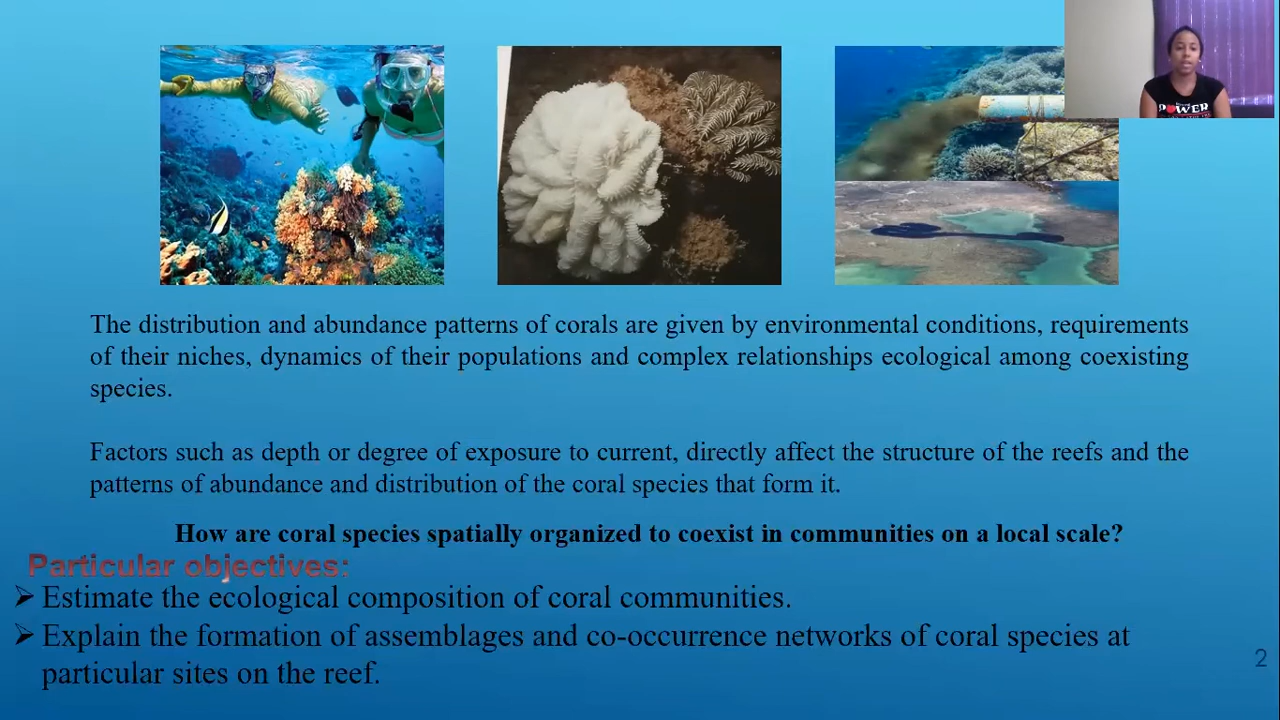 POWER
The distribution and abundance patterns of corals are given by environmental conditions, requirements
of their niches, dynamics of their populations and complex relationships ecological among coexisting
species.
Factors such as depth or degree of exposure to current, directly affect the structure of the reefs and the
patterns of abundance and distribution of the coral species that form it.
How are coral species spatially organized to coexist in communities on a local scale?
Particular objectives:
➢ Estimate the ecological composition of coral communities.
➢ Explain the formation of assemblages and co-occurrence networks of coral species at
particular sites on the reef.
2